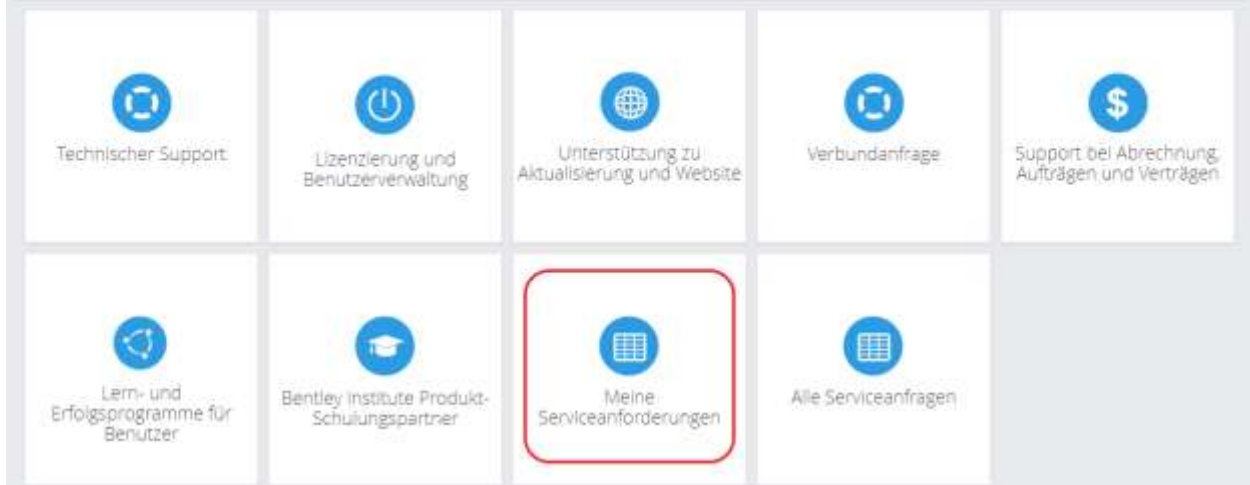 Technischer Support
Lizenzierung und
Benutzerverwaltung
Unterstützung zu
Aktualisierung und Website
Verbundanfrage
Support bei Abrechnung,
Aufträgen und Verträgen
Lern- und
Erfolgsprogramme für
Benutzer
Bentley Institute Produkt-
Schulungspartner
Meine
Serviceanforderungen
Alle Serviceanfragen